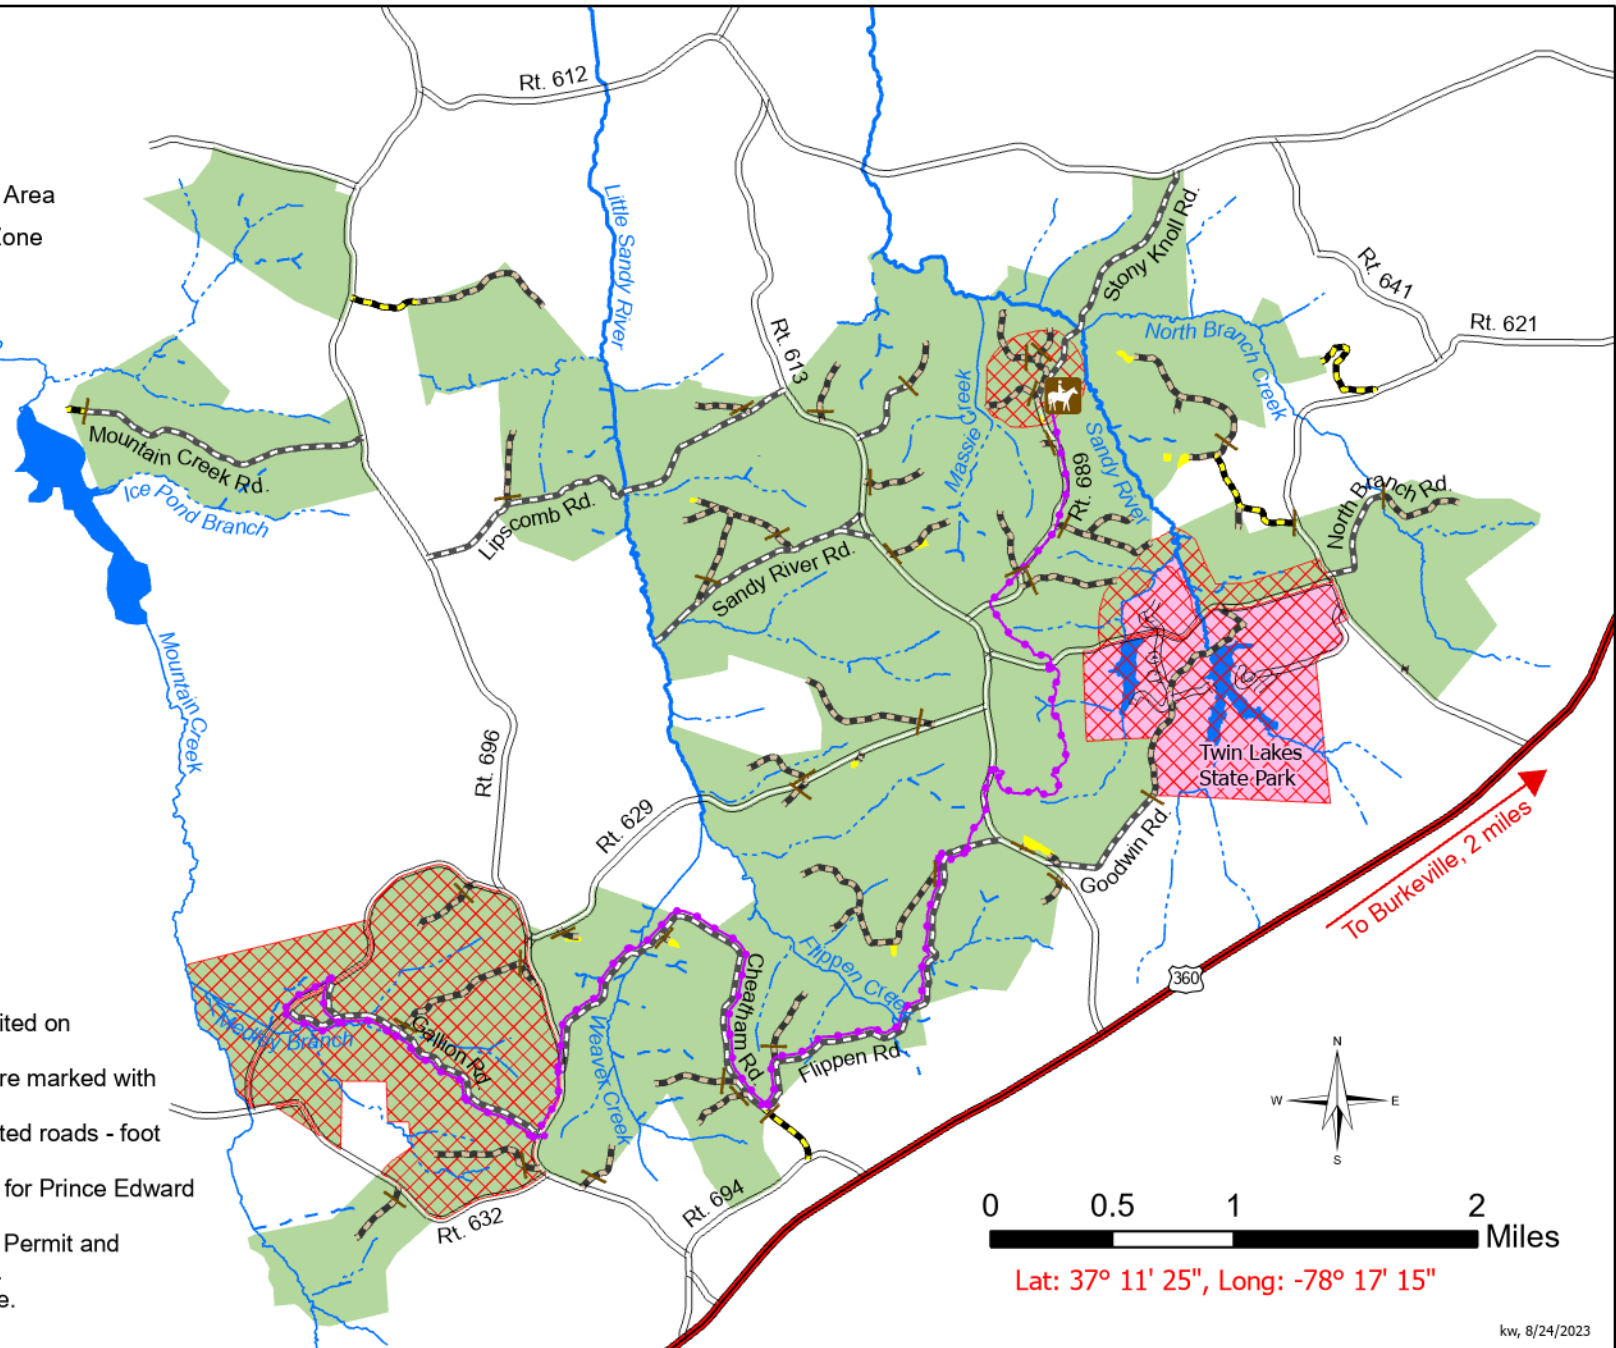 Rt. 612
Area
Zone
Little Sandy River
Stony Knoll Rd.
Rt. 641
Rt. 621
North Branch Creek
Rt. 613
Massie Creek
Sandy River
Rt. 689
Mountain Creek Rd.
Ice Pond Branch
Lipscomb Rd.
Sandy River Rd.
North Branch Rd.
Mountain Creek
Rt. 696
Rt. 629
Twin Lakes
State Park
Goodwin Rd.
To Burkeville, 2 miles
360
Flippen Creek
Cheatham Rd.
Flippen Rd.
Weaver Creek
Gallion Rd
Medley Branch
ited on
re marked with
ted roads - foot
for Prince Edward
Permit and
e.
Rt. 632
Rt. 694
N
W
E
S
0 0.5 1 2
Miles
Lat: 37° 11' 25", Long: -78° 17' 15"
kw, 8/24/2023